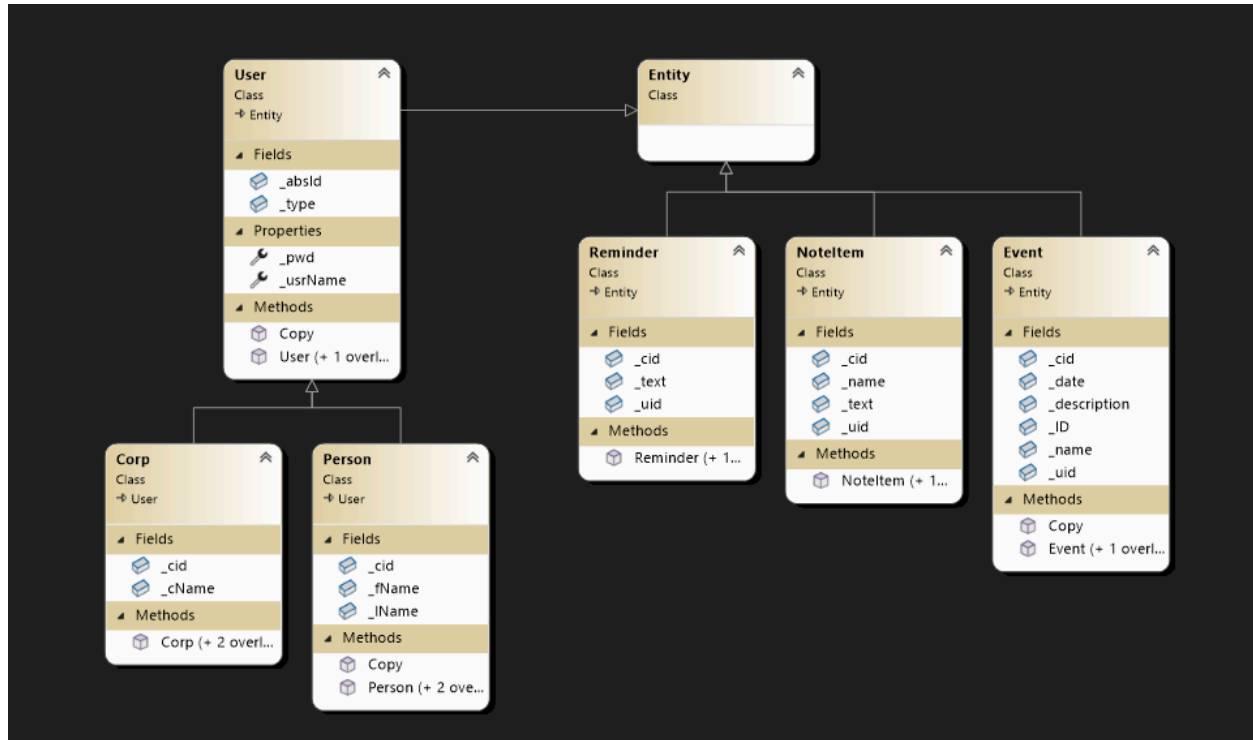 User
Class
Entity
Fields
_absId
_type
Properties
_pwd
_usrName
Methods
Copy
User (+ 1 overl...
Entity
Class
Reminder
Class
Entity
Fields
_cid
_text
_uid
Methods
Reminder (+ 1...
NoteItem
Class
Entity
Fields
_cid
_name
_text
_uid
Methods
NoteItem (+ 1...
Event
Class
Entity
Fields
_cid
_date
_description
_ID
_name
_uid
Methods
Copy
Event (+ 1 overl...
Corp
Class
User
Fields
_cid
_cName
Methods
Corp (+ 2 overl...
Person
Class
User
Fields
_cid
_fName
_lName
Methods
Copy
Person (+ 2 ove...